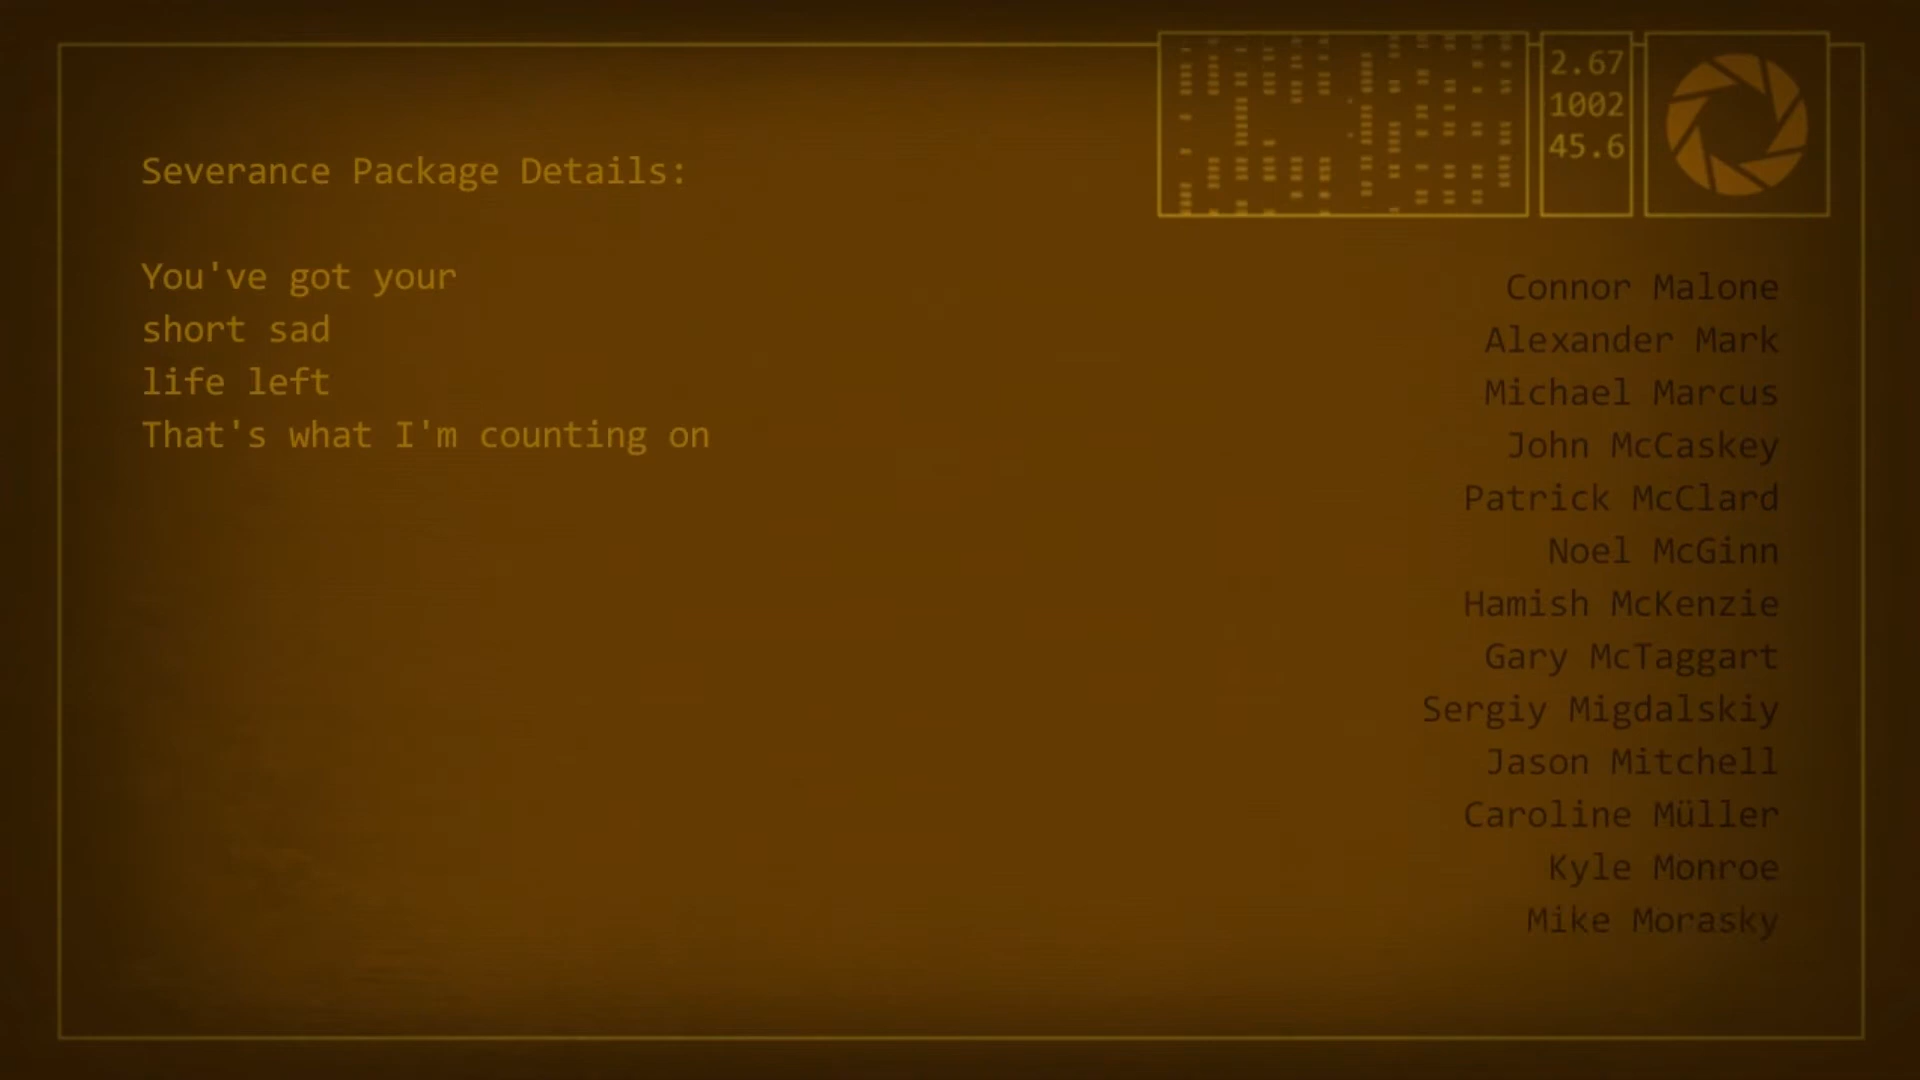 2.67
1002
45.6
Severance Package Details:
You've got your
short sad
life left
That's what I'm counting on
Connor Malone
Alexander Mark
Michael Marcus
John McCaskey
Patrick McClard
Noel McGinn
Hamish McKenzie
Gary McTaggart
Sergiy Migdalskiy
Jason Mitchell
Caroline Müller
Kyle Monroe
Mike Morasky